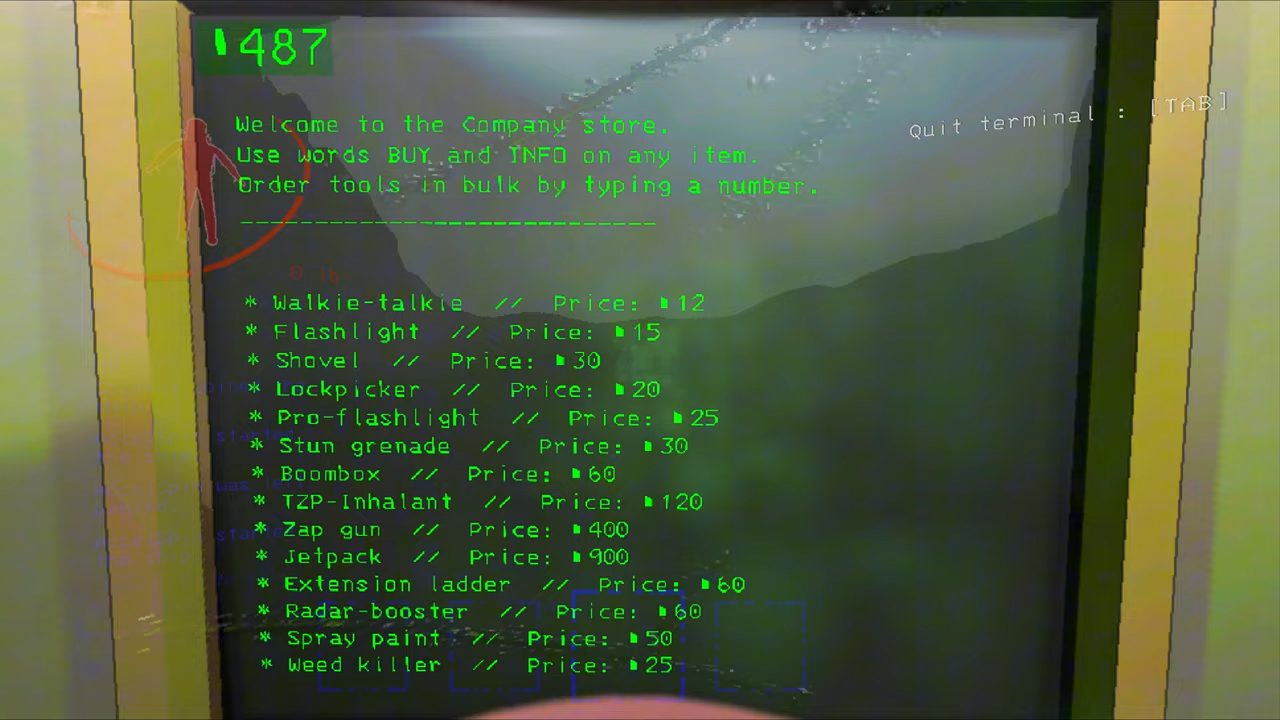 487
Quit terminal : [TAB]
Welcome to the Company store.
Use words BUY and INFO on any item.
Order tools in bulk by typing a number.
----------------------------
* Walkie-talkie // Price: ▮12
* Flashlight // Price: ▮15
* Shovel // Price: ▮30
* Lockpicker // Price: ▮20
* Pro-flashlight // Price: ▮25
* Stun grenade // Price: ▮30
* Boombox // Price: ▮60
* TZP-Inhalant // Price: ▮120
* Zap gun // Price: ▮400
* Jetpack // Price: ▮900
* Extension ladder // Price: ▮60
* Radar-booster // Price: ▮60
* Spray paint // Price: ▮50
* Weed killer // Price: ▮25
started
was left